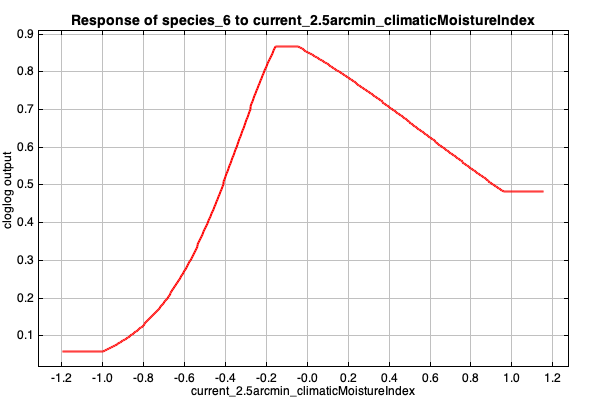 Response of species_6 to current_2.5arcmin_climaticMoistureIndex
cloglog output
0.9
0.8
0.7
0.6
0.5
0.4
0.3
0.2
0.1
-1.2 -1.0 -0.8 -0.6 -0.4 -0.2 -0.0 0.2 0.4 0.6 0.8 1.0 1.2
current_2.5arcmin_climaticMoistureIndex